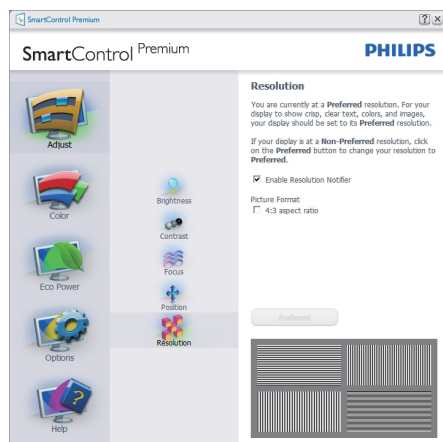 SmartControl Premium
SmartControl Premium
PHILIPS
Adjust
Color
Eco Power
Options
Help
Brightness
Contrast
Focus
Position
Resolution
Resolution
You are currently at a Preferred resolution. For your
display to show crisp, clear text, colors, and images,
your display should be set to its Preferred resolution.
If your display is at a Non-Preferred resolution, click
on the Preferred button to change your resolution to
Preferred.
Enable Resolution Notifier
Picture Format
4:3 aspect ratio
Preferred